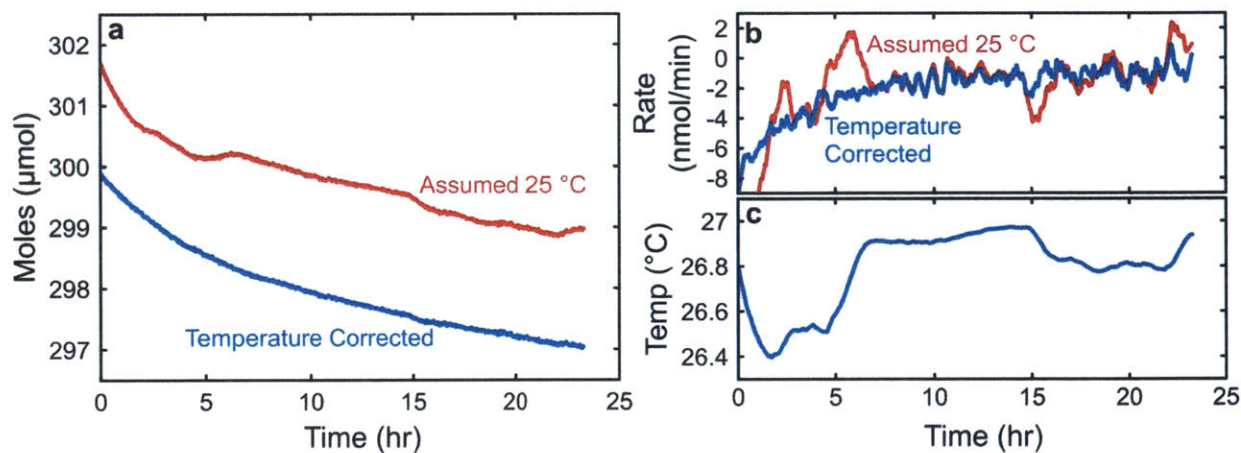 a
302
301
300
299
298
297
Moles (µmol)
Assumed 25 °C
Temperature Corrected
0 5 10 15 20 25
Time (hr)
b
2
0
-2
-4
-6
-8
Rate
(nmol/min)
Assumed 25 °C
Temperature
Corrected
c
27
26.8
26.6
26.4
Temp (°C)
0 5 10 15 20 25
Time (hr)